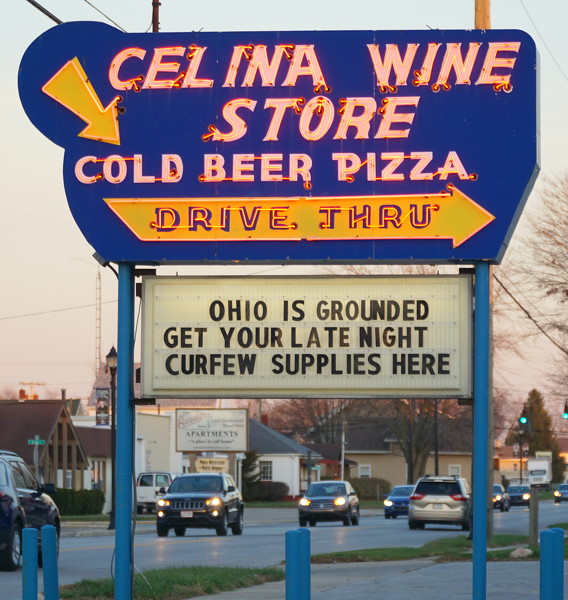 CELINA WINE
STORE
COLD BEER PIZZA
DRIVE THRU
OHIO IS GROUNDED
GET YOUR LATE NIGHT
CURFEW SUPPLIES HERE
APARTMENTS